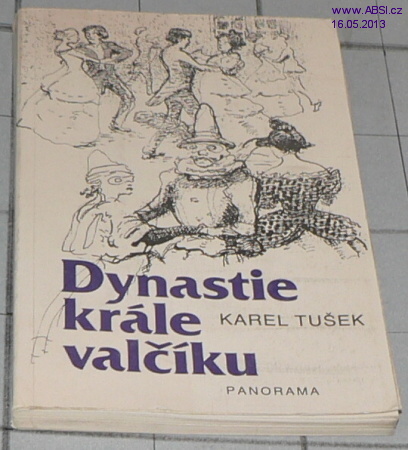 www.ABSI.cz
16.05.2013
Dynastie
krále
valčíku
KAREL TUŠEK
PANORAMA